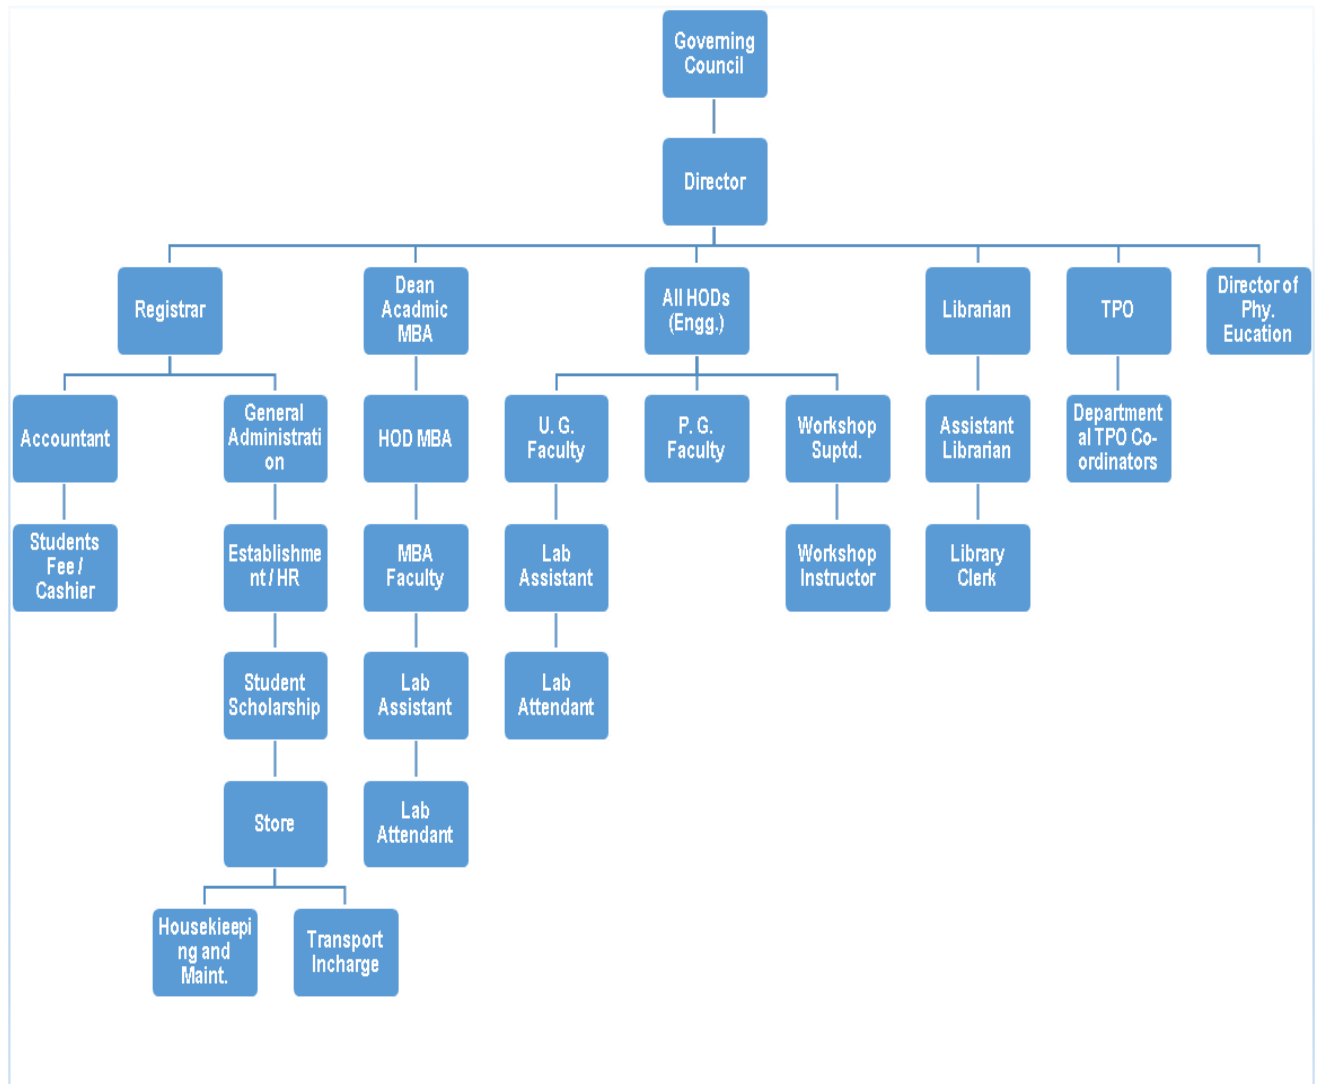 Governing
Council
Director
Registrar
Dean
Acadmic
MBA
All HODs
(Engg.)
Librarian
TPO
Director of
Phy.
Eucation
Accountant
General
Administrati
on
HOD MBA
U. G.
Faculty
P. G.
Faculty
Workshop
Suptd.
Assistant
Librarian
Department
al TPO Co-
ordinators
Students
Fee /
Cashier
Establishme
nt / HR
MBA
Faculty
Lab
Assistant
Workshop
Instructor
Library
Clerk
Student
Scholarship
Lab
Assistant
Lab
Attendant
Store
Lab
Attendant
Housekieepi
ng and
Maint.
Transport
Incharge